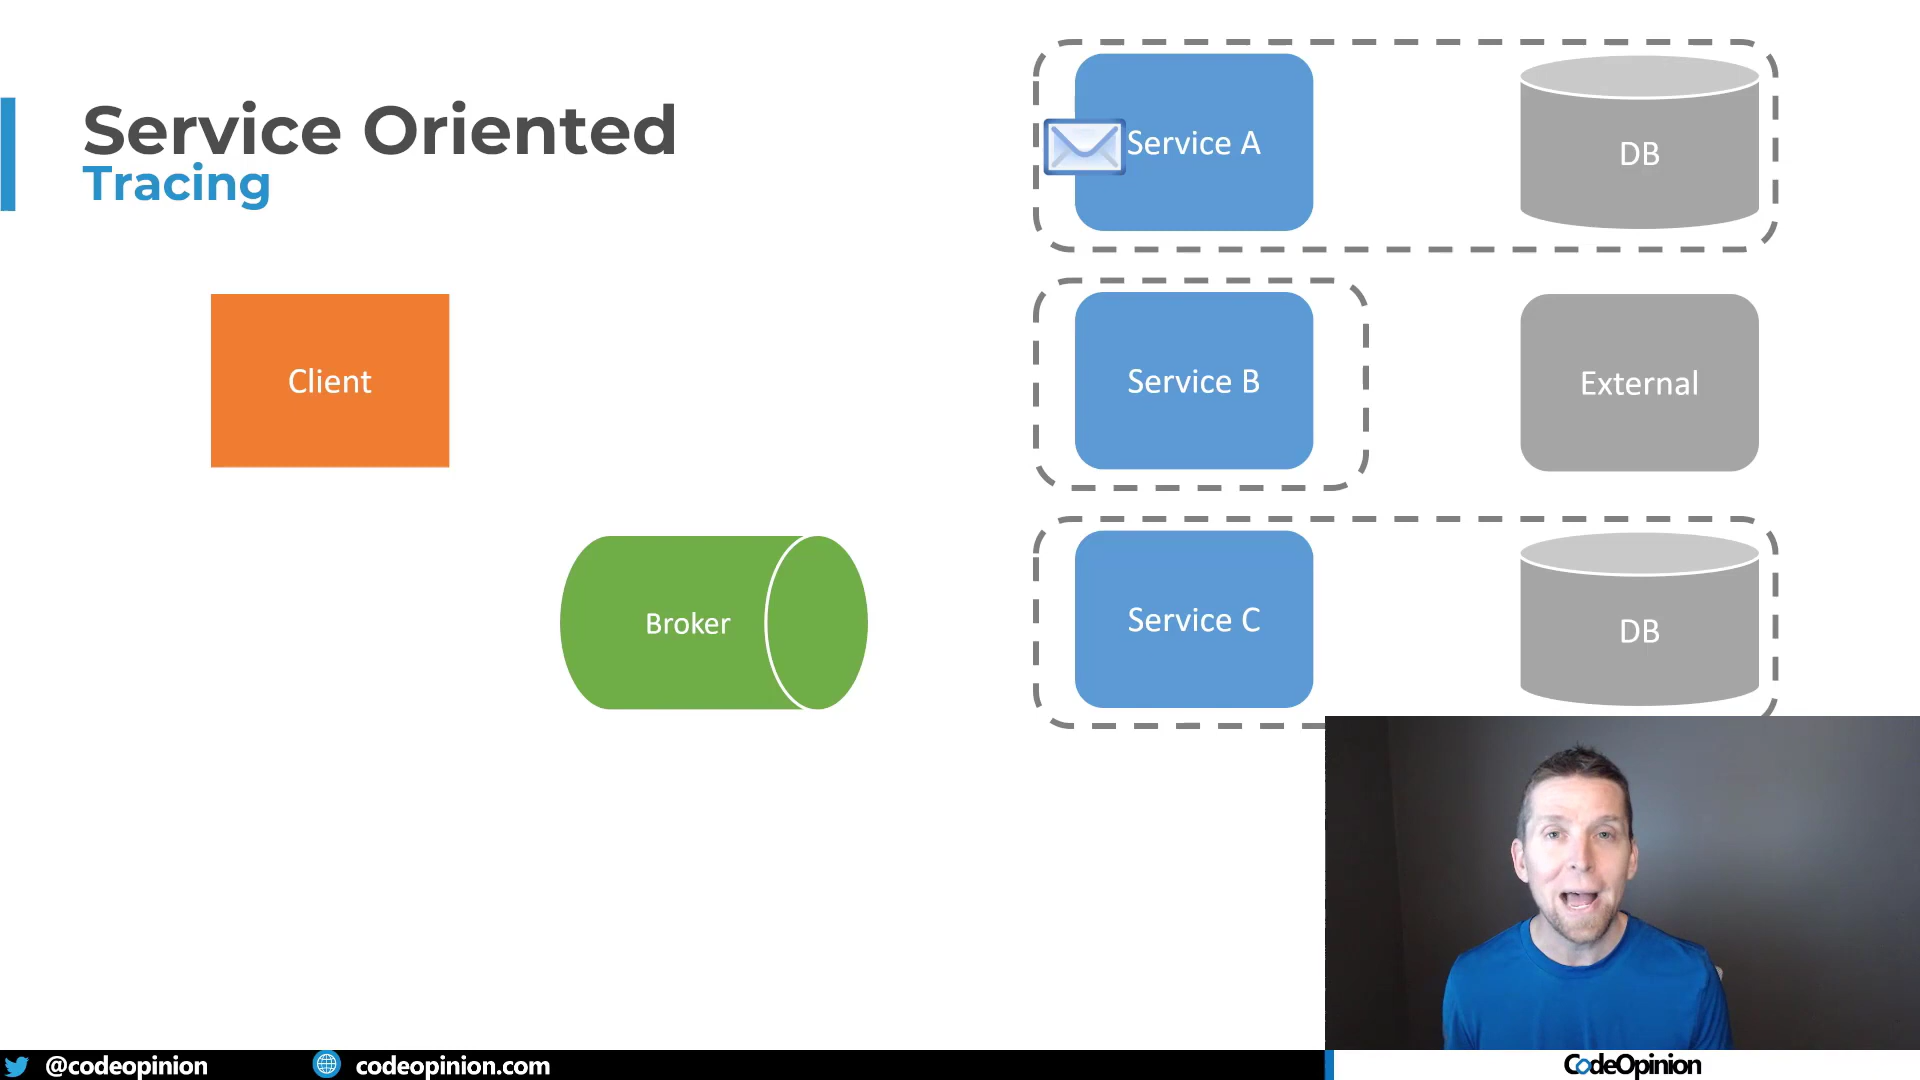 Service Oriented
Tracing
Service A
DB
Client
Service B
External
Broker
Service C
DB
@codeopinion
codeopinion.com
CodeOpinion